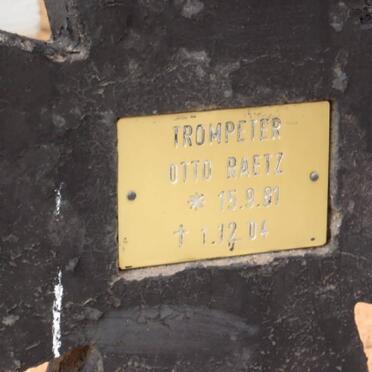 TROMPETER
OTTO RAETZ
* 15.9.81
† 1.12 04